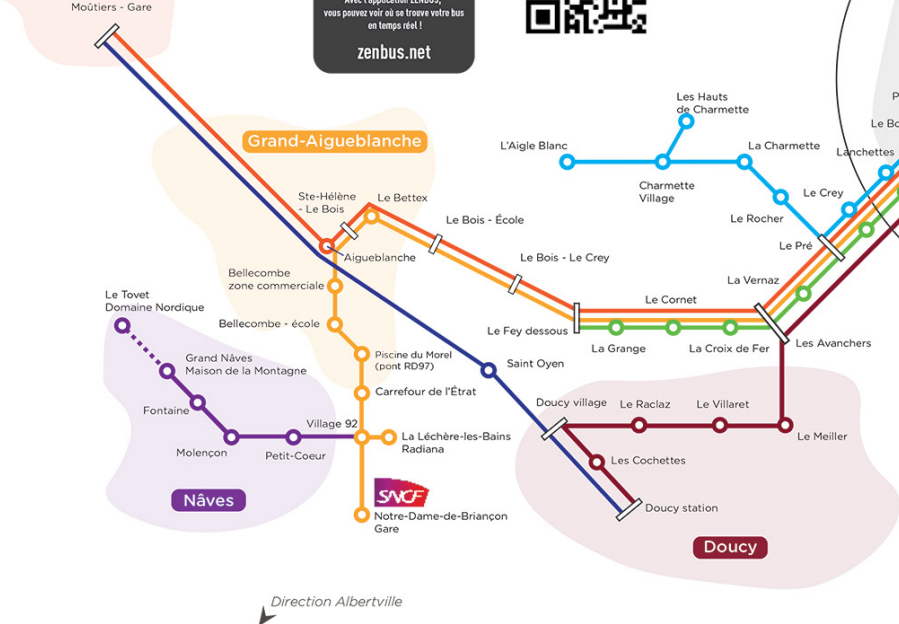 Moûtiers - Gare
Avec l'application ZENBUS,
vous pouvez voir où se trouve votre bus
en temps réel !
zenbus.net
Grand-Aigueblanche
Ste-Hélène
- Le Bois
Le Bettex
Aigueblanche
Le Bois - École
Le Bois - Le Crey
Bellecombe
zone commerciale
Bellecombe - école
Le Fey dessous
Le Cornet
La Grange
La Croix de Fer
La Vernaz
Les Avanchers
L'Aigle Blanc
Les Hauts
de Charmette
Charmette
Village
La Charmette
Le Rocher
Le Pré
Le Crey
Lanchettes
Le Tovet
Domaine Nordique
Grand Nâves
Maison de la Montagne
Fontaine
Molençon
Petit-Coeur
Village 92
Nâves
Piscine du Morel
(pont RD97)
Carrefour de l'Étrat
La Léchère-les-Bains
Radiana
SNCF
Notre-Dame-de-Briançon
Gare
Saint Oyen
Doucy village
Le Raclaz
Le Villaret
Le Meiller
Les Cochettes
Doucy station
Doucy
Direction Albertville